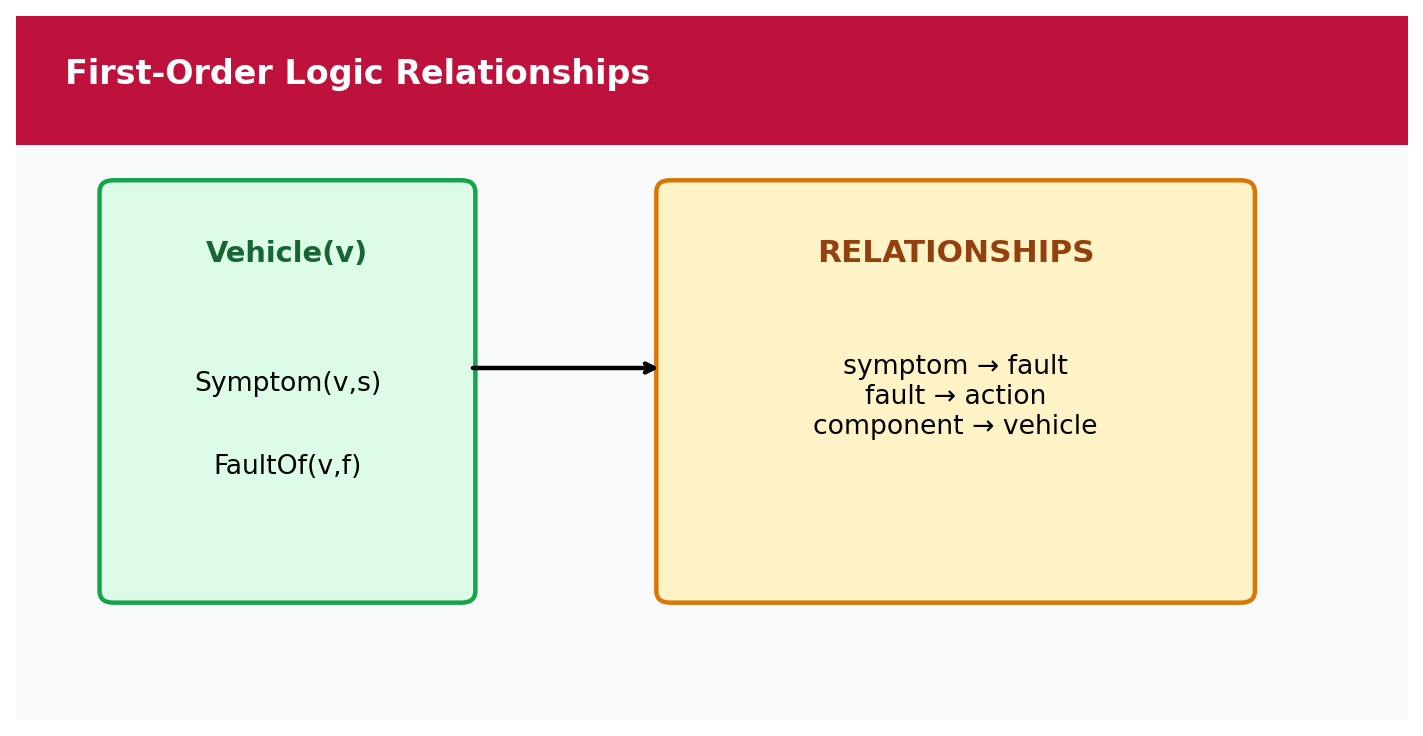 First-Order Logic Relationships
Vehicle(v)
Symptom(v,s)
FaultOf(v,f)
RELATIONSHIPS
symptom → fault
fault → action
component → vehicle